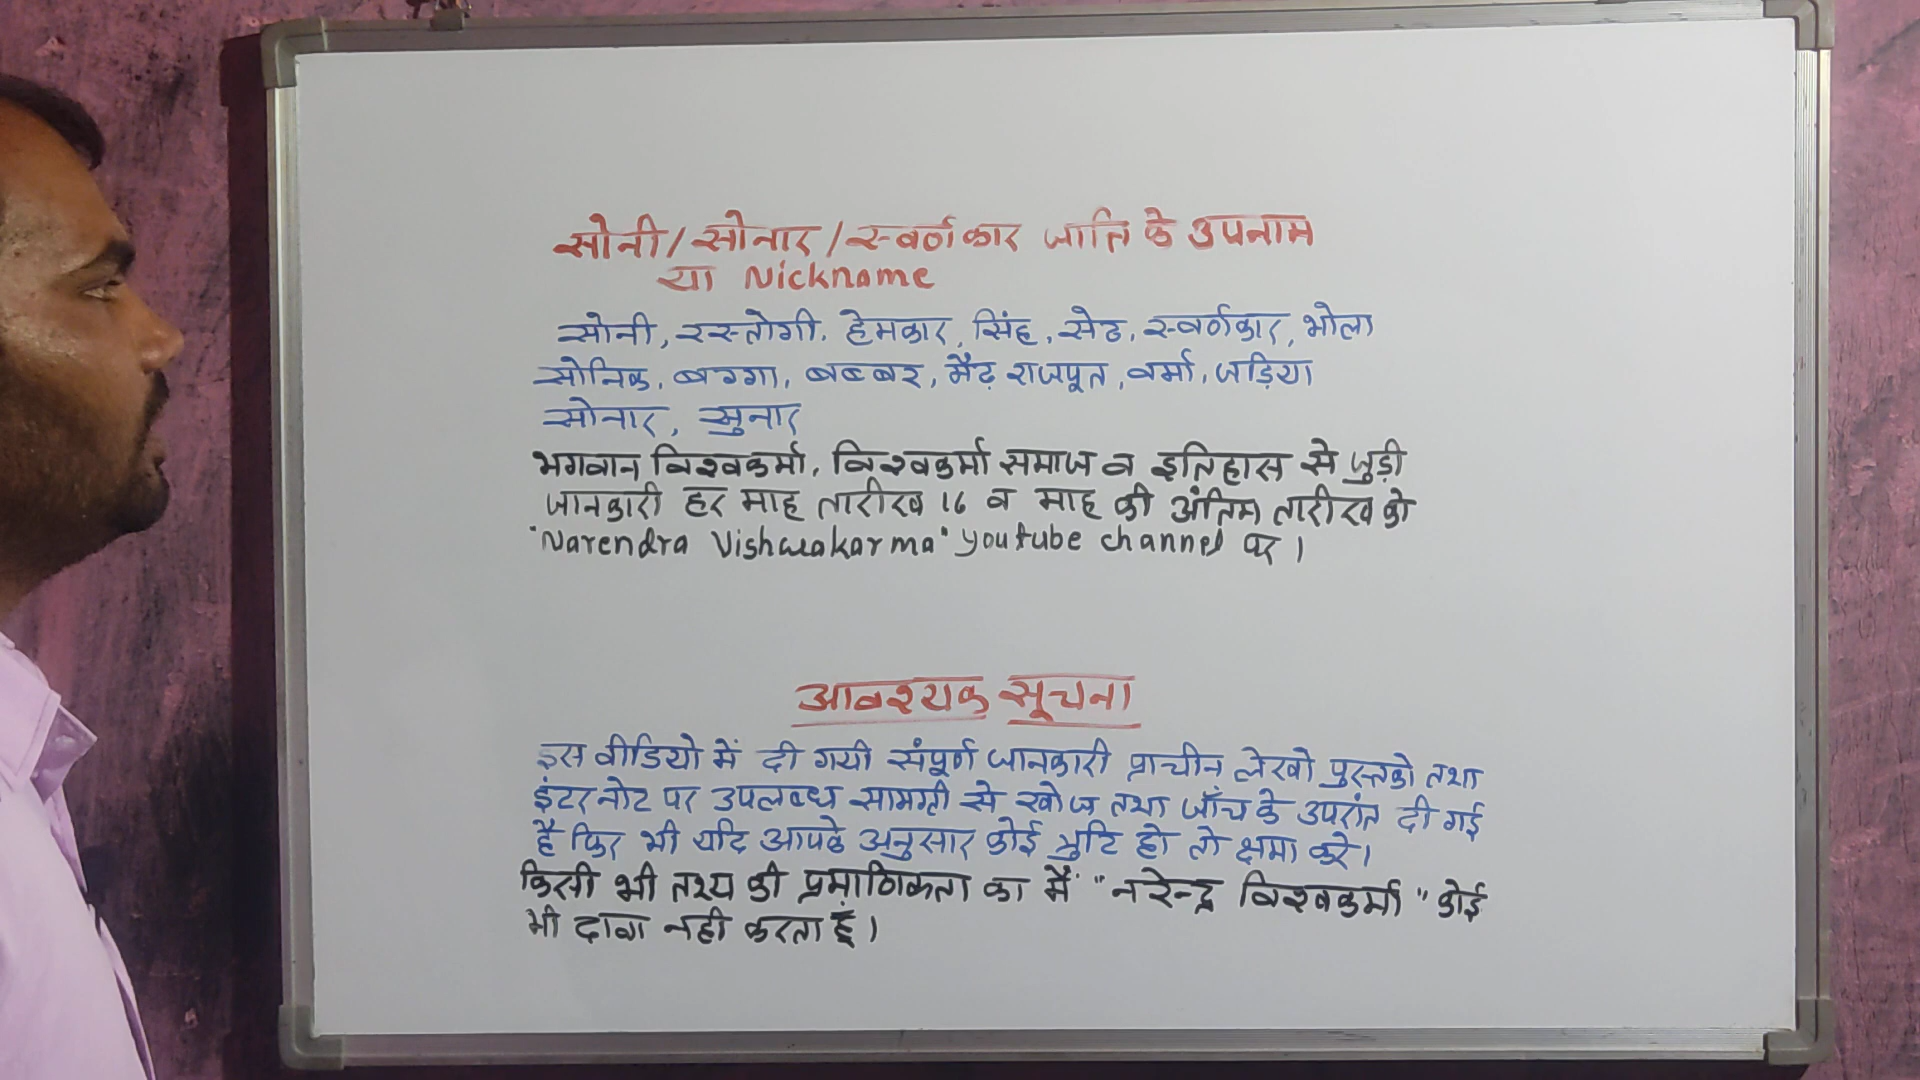 सोनी/सोनार/स्वर्णकार जाति के उपनाम
या Nickname
सोनी, रस्तोगी, हेमकार, सिंह, सेठ, स्वर्णकार, भोला
सोनिक, बग्गा, बब्बर, मैढ़ राजपूत, वर्मा, जड़िया
सोनार, सुनार
भगवान विश्वकर्मा, विश्वकर्मा समाज व इतिहास से जुड़ी
जानकारी हर माह तारीख 16 व माह की अंतिम तारीख को
"Narendra Vishwakarma" youtube channel पर।
आवश्यक सूचना
इस वीडियो में दी गयी संपूर्ण जानकारी प्राचीन लेखो पुस्तको तथा
इंटरनेट पर उपलब्ध सामग्री से खोज तथा जाँच के उपरांत दी गई
है फिर भी यदि आपके अनुसार कोई त्रुटि हो तो क्षमा करे।
किसी भी तथ्य की प्रमाणिकता का मैं "नरेन्द्र विश्वकर्मा" कोई
भी दावा नही करता हूं।